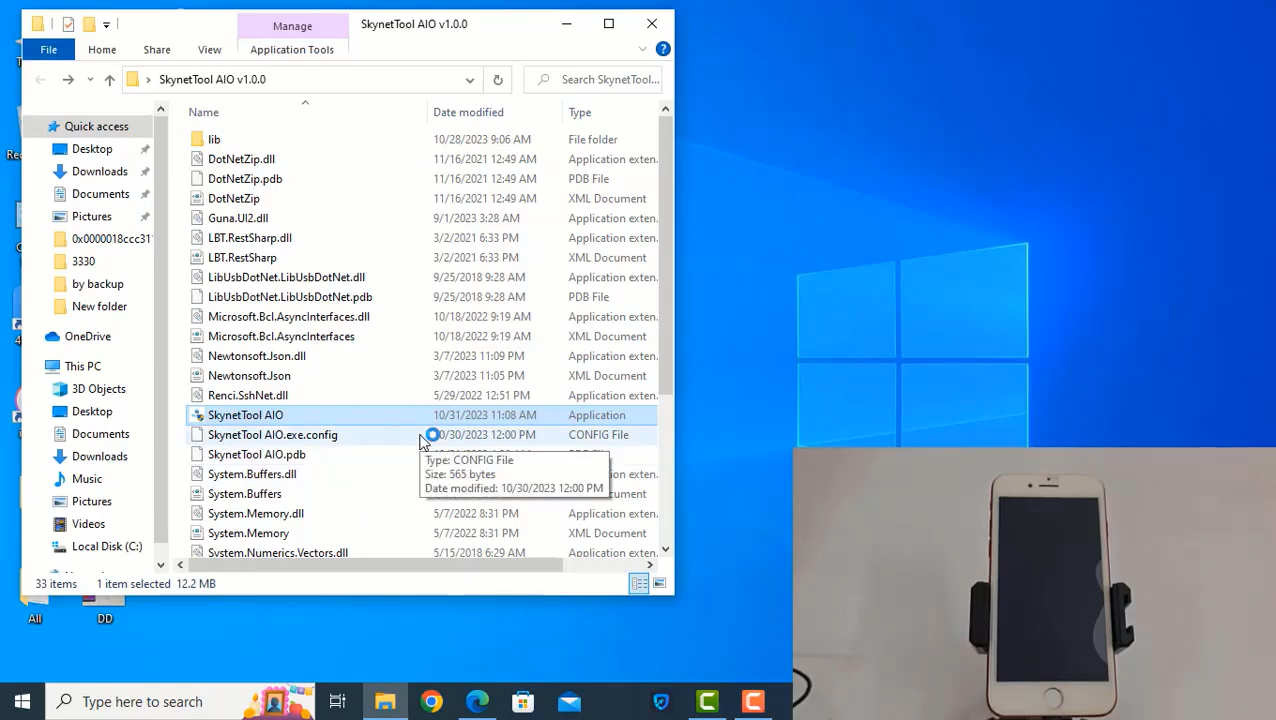 Manage
SkynetTool AIO v1.0.0
File
Home
Share
View
Application Tools
SkynetTool AIO v1.0.0
Search SkynetTool...
Name
Date modified
Type
Quick access
Desktop
Downloads
Documents
Pictures
0x0000018ccc31
3330
by backup
New folder
OneDrive
This PC
3D Objects
Desktop
Documents
Downloads
Music
Pictures
Videos
Local Disk (C:)
lib 10/28/2023 9:06 AM File folder
DotNetZip.dll 11/16/2021 12:49 AM Application exten.
DotNetZip.pdb 11/16/2021 12:49 AM PDB File
DotNetZip 11/16/2021 12:49 AM XML Document
Guna.UI2.dll 9/1/2023 3:28 AM Application exten.
LBT.RestSharp.dll 3/2/2021 6:33 PM Application exten.
LBT.RestSharp 3/2/2021 6:33 PM XML Document
LibUsbDotNet.LibUsbDotNet.dll 9/25/2018 9:28 AM Application exten.
LibUsbDotNet.LibUsbDotNet.pdb 9/25/2018 9:28 AM PDB File
Microsoft.Bcl.AsyncInterfaces.dll 10/18/2022 9:19 AM Application exten.
Microsoft.Bcl.AsyncInterfaces 10/18/2022 9:19 AM XML Document
Newtonsoft.Json.dll 3/7/2023 11:09 PM Application exten.
Newtonsoft.Json 3/7/2023 11:05 PM XML Document
Renci.SshNet.dll 5/29/2022 12:51 PM Application exten.
SkynetTool AIO 10/31/2023 11:08 AM Application
SkynetTool AIO.exe.config 0/30/2023 12:00 PM CONFIG File
SkynetTool AIO.pdb
System.Buffers.dll Application exten.
System.Buffers XML Document
System.Memory.dll 5/7/2022 8:31 PM Application exten.
System.Memory 5/7/2022 8:31 PM XML Document
System.Numerics.Vectors.dll 5/15/2018 6:29 AM Application exten.
Type: CONFIG File
Size: 565 bytes
Date modified: 10/30/2023 12:00 PM
33 items
1 item selected 12.2 MB
All
DD
Type here to search